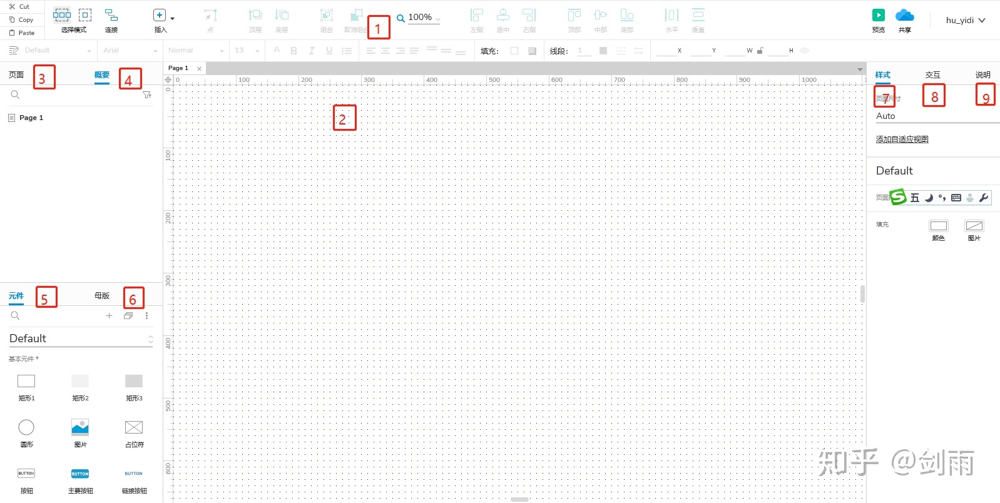 Cut
Copy
Paste
选择模式
连接
插入
点
顶层
底层
组合
取消组合
1
100%
左侧
居中
右侧
顶部
中部
底部
水平
垂直
预览
共享
hu_yidi
Default
Arial
Normal
13
A
B
I
U
填充:
线段:
1
X
Y
W
H
页面
3
概要
4
Page 1
0
100
200
300
400
500
600
700
800
900
1000
样式
交互
说明
7
8
9
Page 1
2
0
100
200
300
400
500
600
Auto
添加自适应视图
Default
五
填充
颜色
图片
元件
5
母版
6
Default
基本元件
矩形1
矩形2
矩形3
圆形
图片
占位符
BUTTON
BUTTON
BUTTON
按钮
主要按钮
链接按钮
知乎 @剑雨